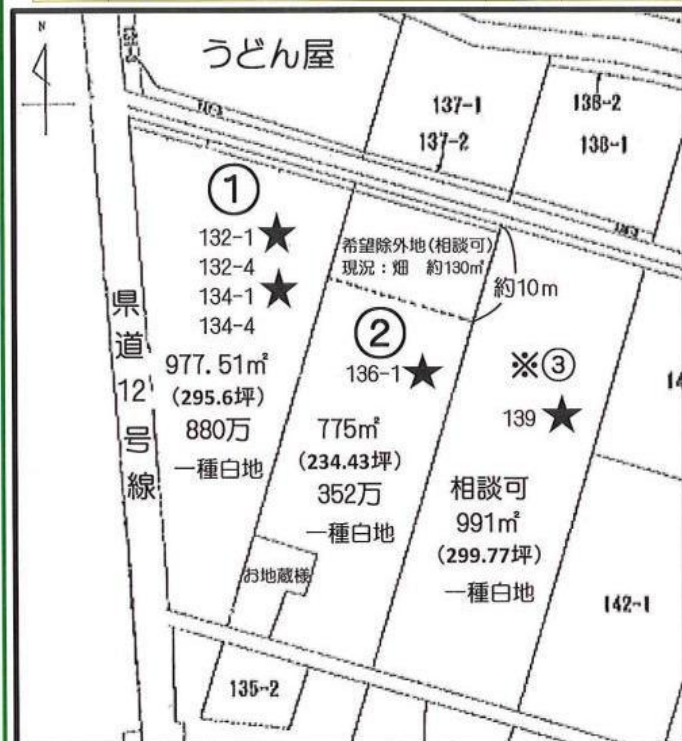 N
うどん屋
137-1
137-2
138-2
138-1
①
132-1★
132-4
134-1★
134-4
977.51㎡
(295.6坪)
880万
一種白地
県道12号線
希望除外地(相談可)
現況：畑 約130㎡
約10m
②
136-1★
775㎡
(234.43坪)
352万
一種白地
お地蔵様
※③
139★
相談可
991㎡
(299.77坪)
一種白地
142-1
135-2